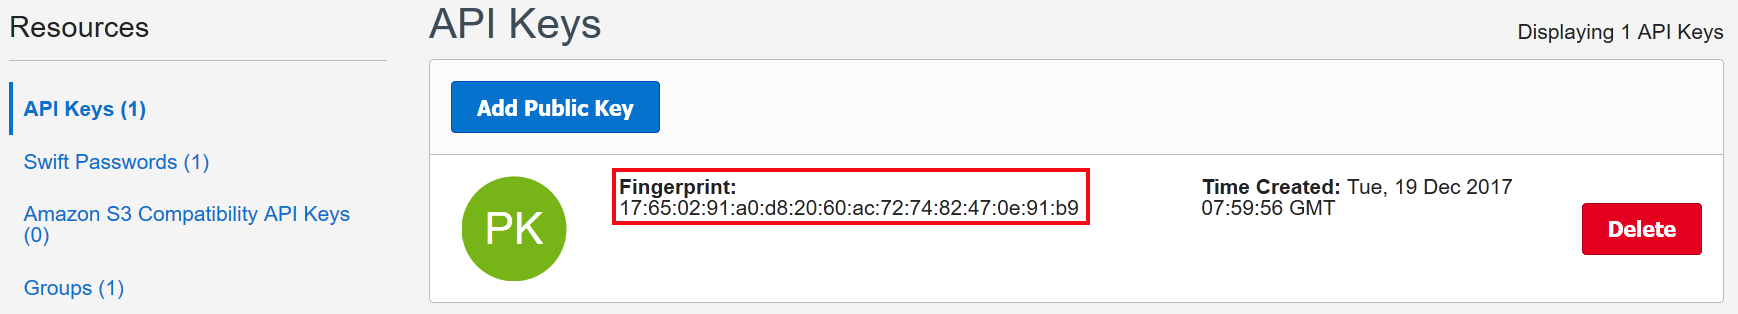 Resources
API Keys (1)
Swift Passwords (1)
Amazon S3 Compatibility API Keys
(0)
Groups (1)
API Keys
Displaying 1 API Keys
Add Public Key
PK
Fingerprint:
17:65:02:91:a0:d8:20:60:ac:72:74:82:47:0e:91:b9
Time Created: Tue, 19 Dec 2017
07:59:56 GMT
Delete